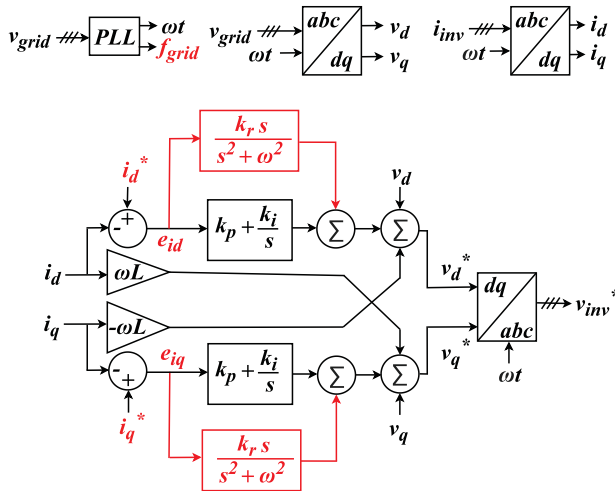 v_grid PLL ωt
f_grid
v_grid abc v_d
ωt dq v_q
i_inv abc i_d
ωt dq i_q
k_r s
s² + ω²
i_d*
v_d
- +
e_id
k_p + k_i/s
Σ
Σ
i_d
ωL
v_d*
dq
v_inv*
abc
i_q
-ωL
v_q*
ωt
- +
e_iq
k_p + k_i/s
Σ
Σ
i_q*
v_q
k_r s
s² + ω²